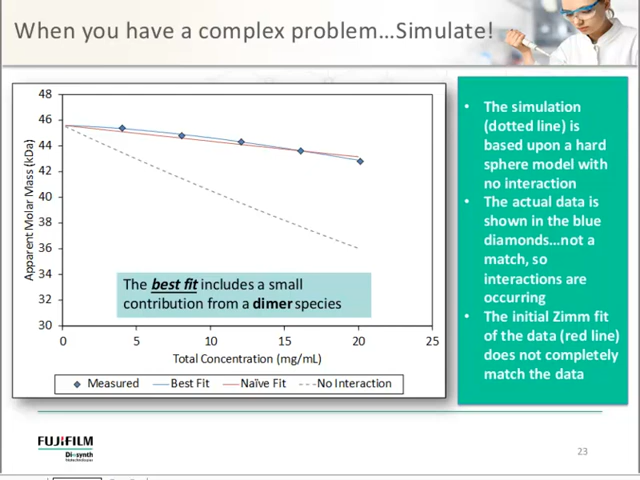 When you have a complex problem…Simulate!
48
46
44
42
40
38
36
34
32
30
Apparent Molar Mass (kDa)
The best fit includes a small
contribution from a dimer species
0 5 10 15 20 25
Total Concentration (mg/mL)
Measured Best Fit Naïve Fit No Interaction
• The simulation
(dotted line) is
based upon a hard
sphere model with
no interaction
• The actual data is
shown in the blue
diamonds…not a
match, so
interactions are
occurring
• The initial Zimm fit
of the data (red line)
does not completely
match the data
FUJIFILM
Diosynth
23